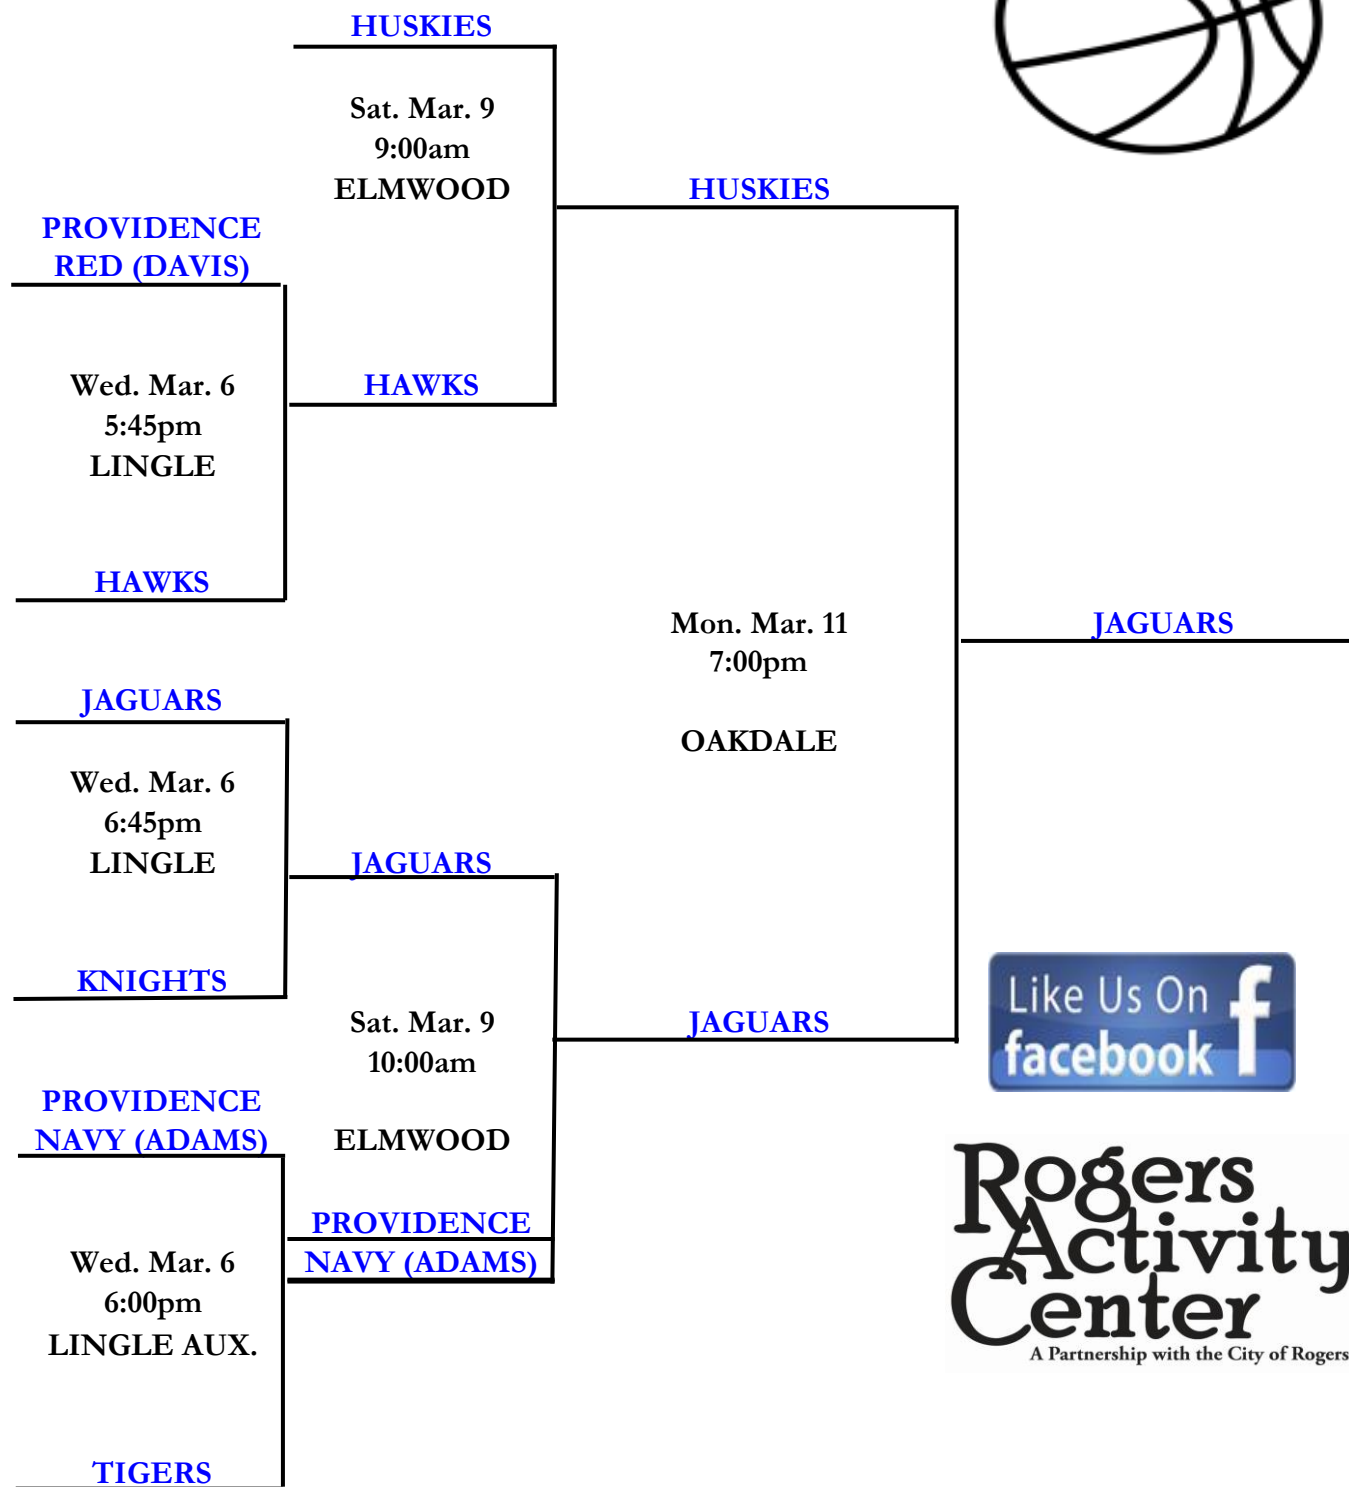 HUSKIES
Sat. Mar. 9
9:00am
ELMWOOD
HUSKIES
PROVIDENCE
RED (DAVIS)
Wed. Mar. 6
5:45pm
LINGLE
HAWKS
HAWKS
Mon. Mar. 11
7:00pm
OAKDALE
JAGUARS
JAGUARS
Wed. Mar. 6
6:45pm
LINGLE
JAGUARS
KNIGHTS
Sat. Mar. 9
10:00am
ELMWOOD
JAGUARS
PROVIDENCE
NAVY (ADAMS)
PROVIDENCE
NAVY (ADAMS)
Wed. Mar. 6
6:00pm
LINGLE AUX.
TIGERS
Like Us On
facebook f
Rogers
Activity
Center
A Partnership with the City of Rogers